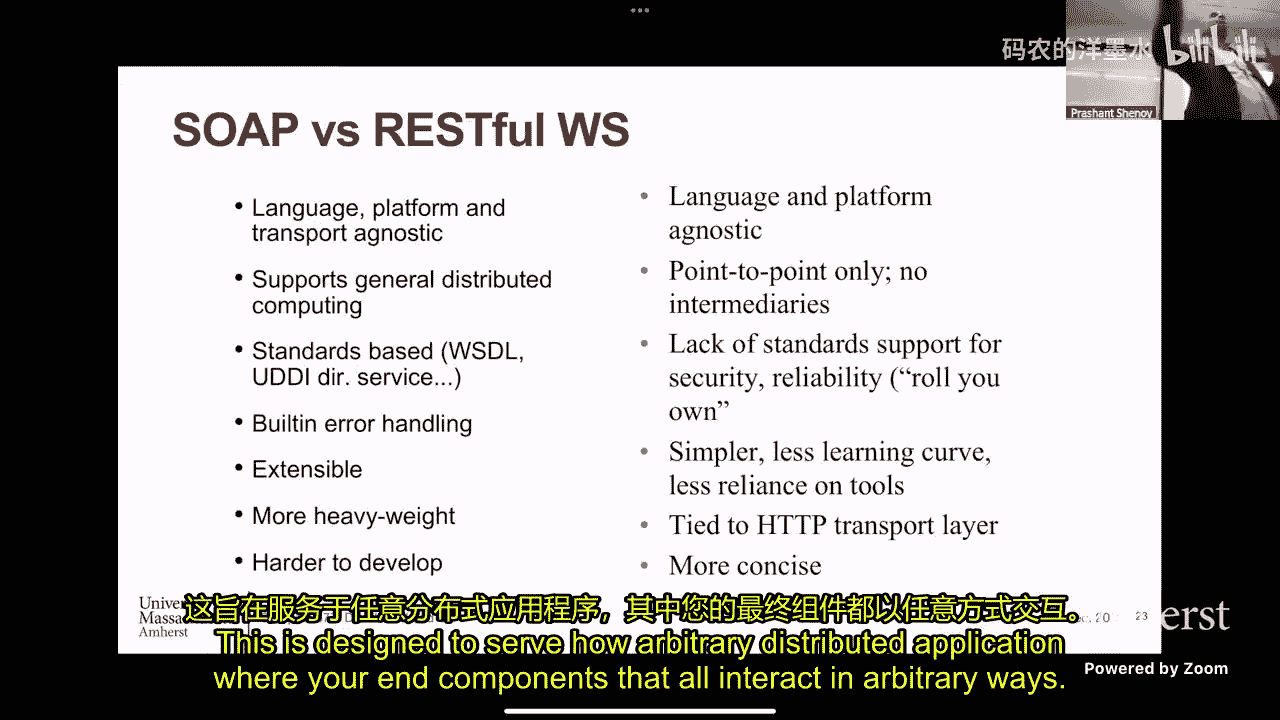 码农的洋墨水 bilibili
Prashant Shenoy
SOAP vs RESTful WS
• Language, platform and
transport agnostic
• Supports general distributed
computing
• Standards based (WSDL,
UDDI dir. service...)
• Builtin error handling
• Extensible
• More heavy-weight
• Harder to develop
• Language and platform
agnostic
• Point-to-point only; no
intermediaries
• Lack of standards support for
security, reliability (“roll you
own”
• Simpler, less learning curve,
less reliance on tools
• Tied to HTTP transport layer
• More concise
Amherst
23
这旨在服务于任意分布式应用程序，其中您的最终组件都以任意方式交互。
This is designed to serve how arbitrary distributed application
where your end components that all interact in arbitrary ways.
Powered by Zoom